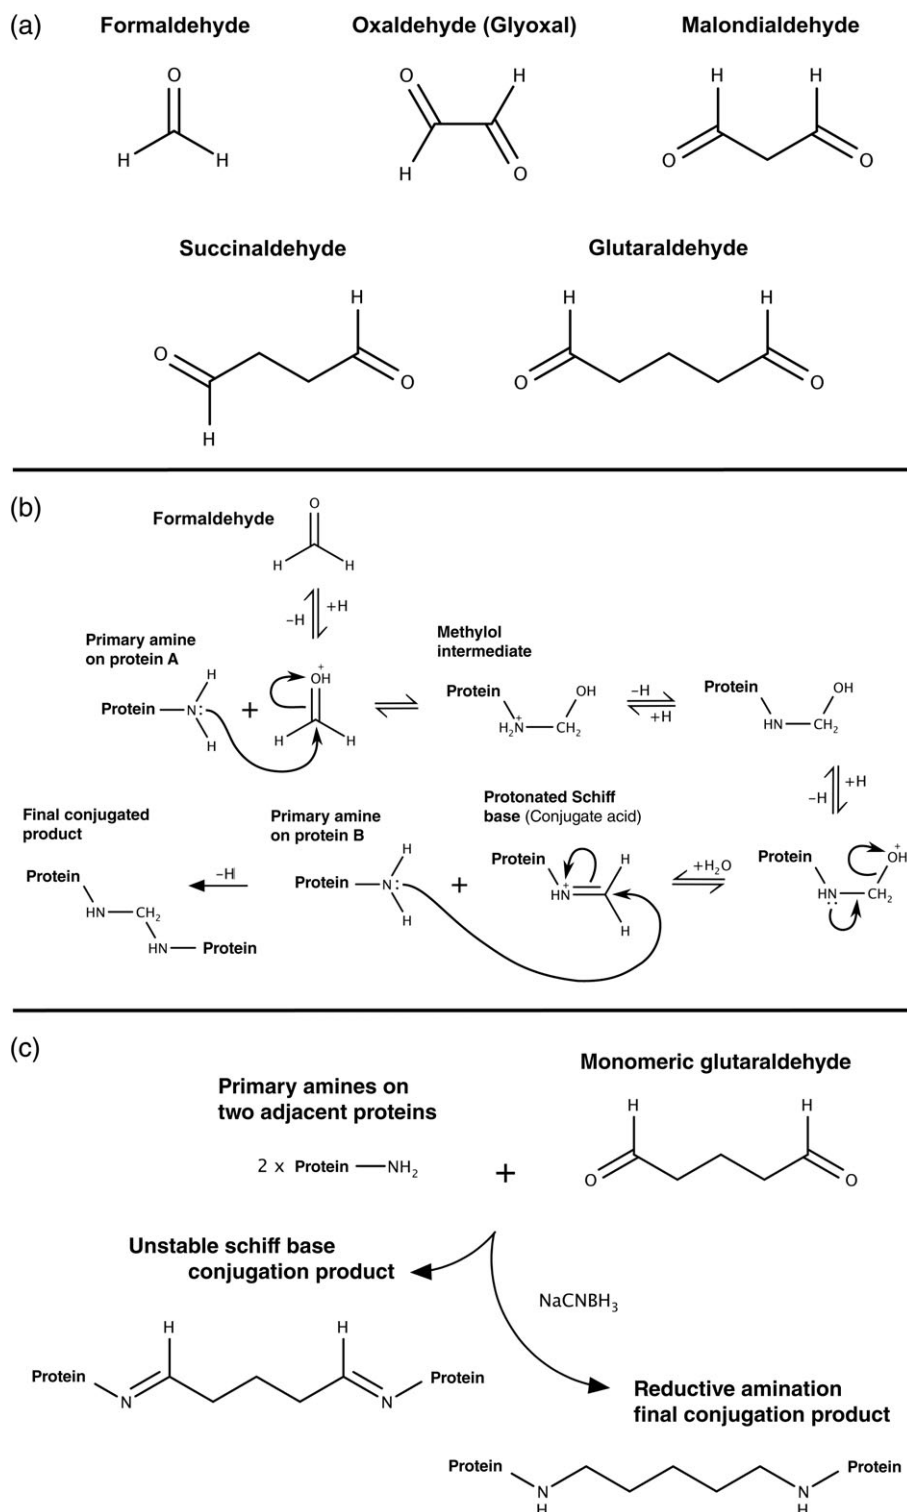 (a)
Formaldehyde
O
H
H
Oxaldehyde (Glyoxal)
O
H
H
O
Malondialdehyde
H
H
O
O
Succinaldehyde
H
O
O
H
Glutaraldehyde
H
H
O
O
(b)
Formaldehyde
O
H
H
–H
+H
Primary amine
on protein A
H
Protein
N:
H
+
+
OH
H
H
Methylol
intermediate
Protein
OH
H₂N
+
CH₂
–H
+H
Protein
OH
HN
CH₂
–H
+H
Protein
+
OH
HN
..
CH₂
+H₂O
Protonated Schiff
base (Conjugate acid)
Protein
H
+
HN
H
+
Primary amine
on protein B
H
Protein
N:
H
–H
Final conjugated
product
Protein
HN
CH₂
HN
Protein
(c)
Primary amines on
two adjacent proteins
2 x Protein
NH₂
+
Monomeric glutaraldehyde
H
H
O
O
Unstable schiff base
conjugation product
H
H
Protein
N
N
Protein
NaCNBH₃
Reductive amination
final conjugation product
Protein
Protein
N
H
N
H